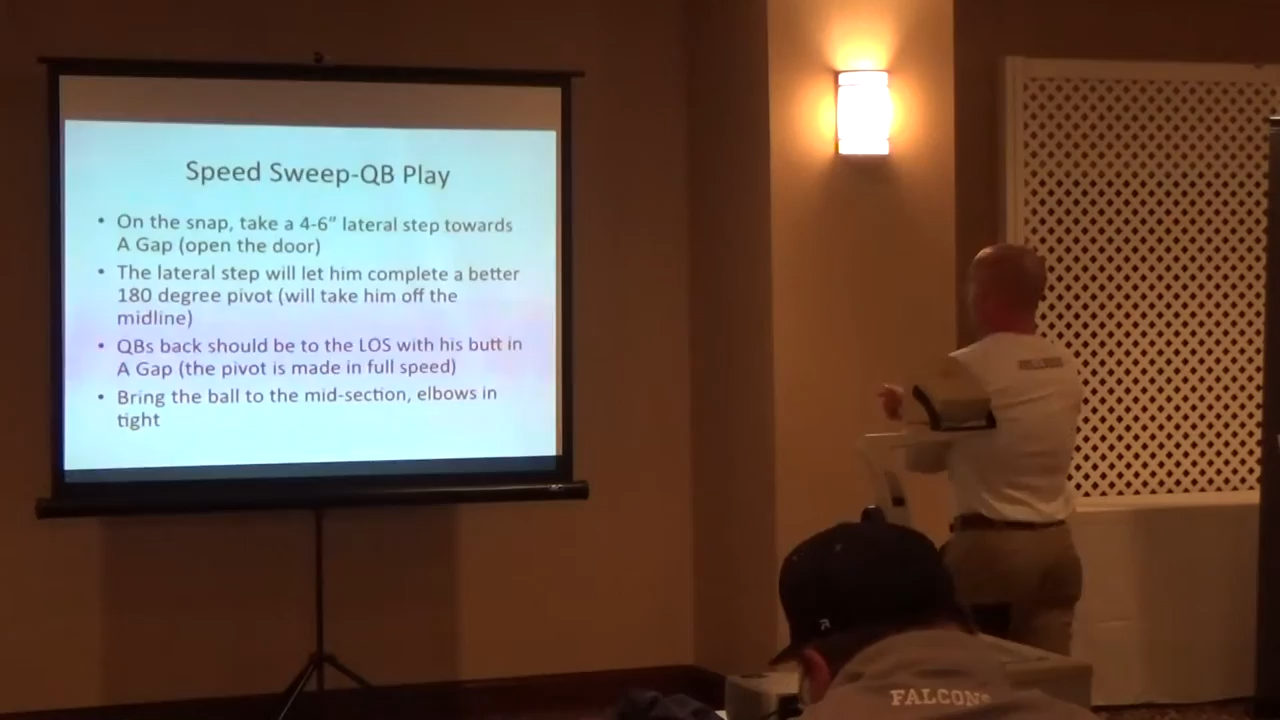 Speed Sweep-QB Play
• On the snap, take a 4-6" lateral step towards
A Gap (open the door)
• The lateral step will let him complete a better
180 degree pivot (will take him off the
midline)
• QBs back should be to the LOS with his butt in
A Gap (the pivot is made in full speed)
• Bring the ball to the mid-section, elbows in
tight
FALCONS